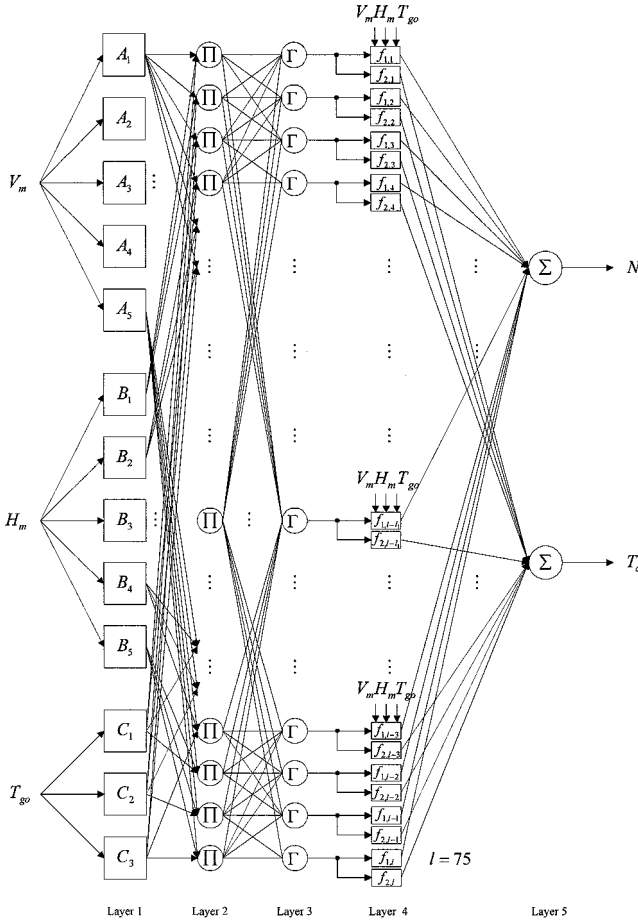 V_m H_m T_go
A_1 Π Γ f_1,1
f_2,1
A_2 Π Γ f_1,2
f_2,2
Π Γ f_1,3
f_2,3
V_m A_3 ⋮ Π Γ f_1,4
f_2,4
A_4
⋮ ⋮ ⋮ ⋮ Σ N
A_5
⋮ ⋮ ⋮ ⋮
B_1
B_2 ⋮ ⋮ ⋮ ⋮
V_m H_m T_go
H_m B_3 ⋮ Π ⋮ Γ f_1,l-l_i
f_2,l-l_i
Σ
B_4 ⋮ ⋮ ⋮ ⋮
B_5
⋮ ⋮ ⋮
V_m H_m T_go
C_1 Π Γ f_1,l-3
f_2,l-3
T_go C_2 Π Γ f_1,l-2
f_2,l-2
Π Γ f_1,l-1
f_2,l-1
C_3 Π Γ f_1,l l = 75
f_2,l
Layer 1 Layer 2 Layer 3 Layer 4 Layer 5